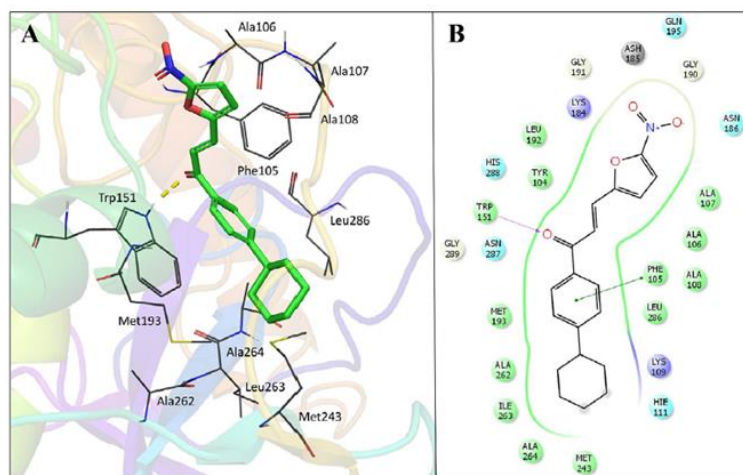 A
Ala106
Ala107
Ala108
Phe105
Trp151
Leu286
Met193
Ala264
Leu263
Ala262
Met243
B
GLN
195
ASH
185
GLY
191
GLY
190
LYS
184
ASN
186
LEU
192
HIS
288
TYR
104
ALA
107
TRP
151
ALA
106
GLY
289
ASN
287
PHE
105
ALA
108
LEU
286
MET
193
LYS
109
ALA
262
HIE
111
ILE
263
ALA
264
MET
243
O
N⁺
O⁻
O
O